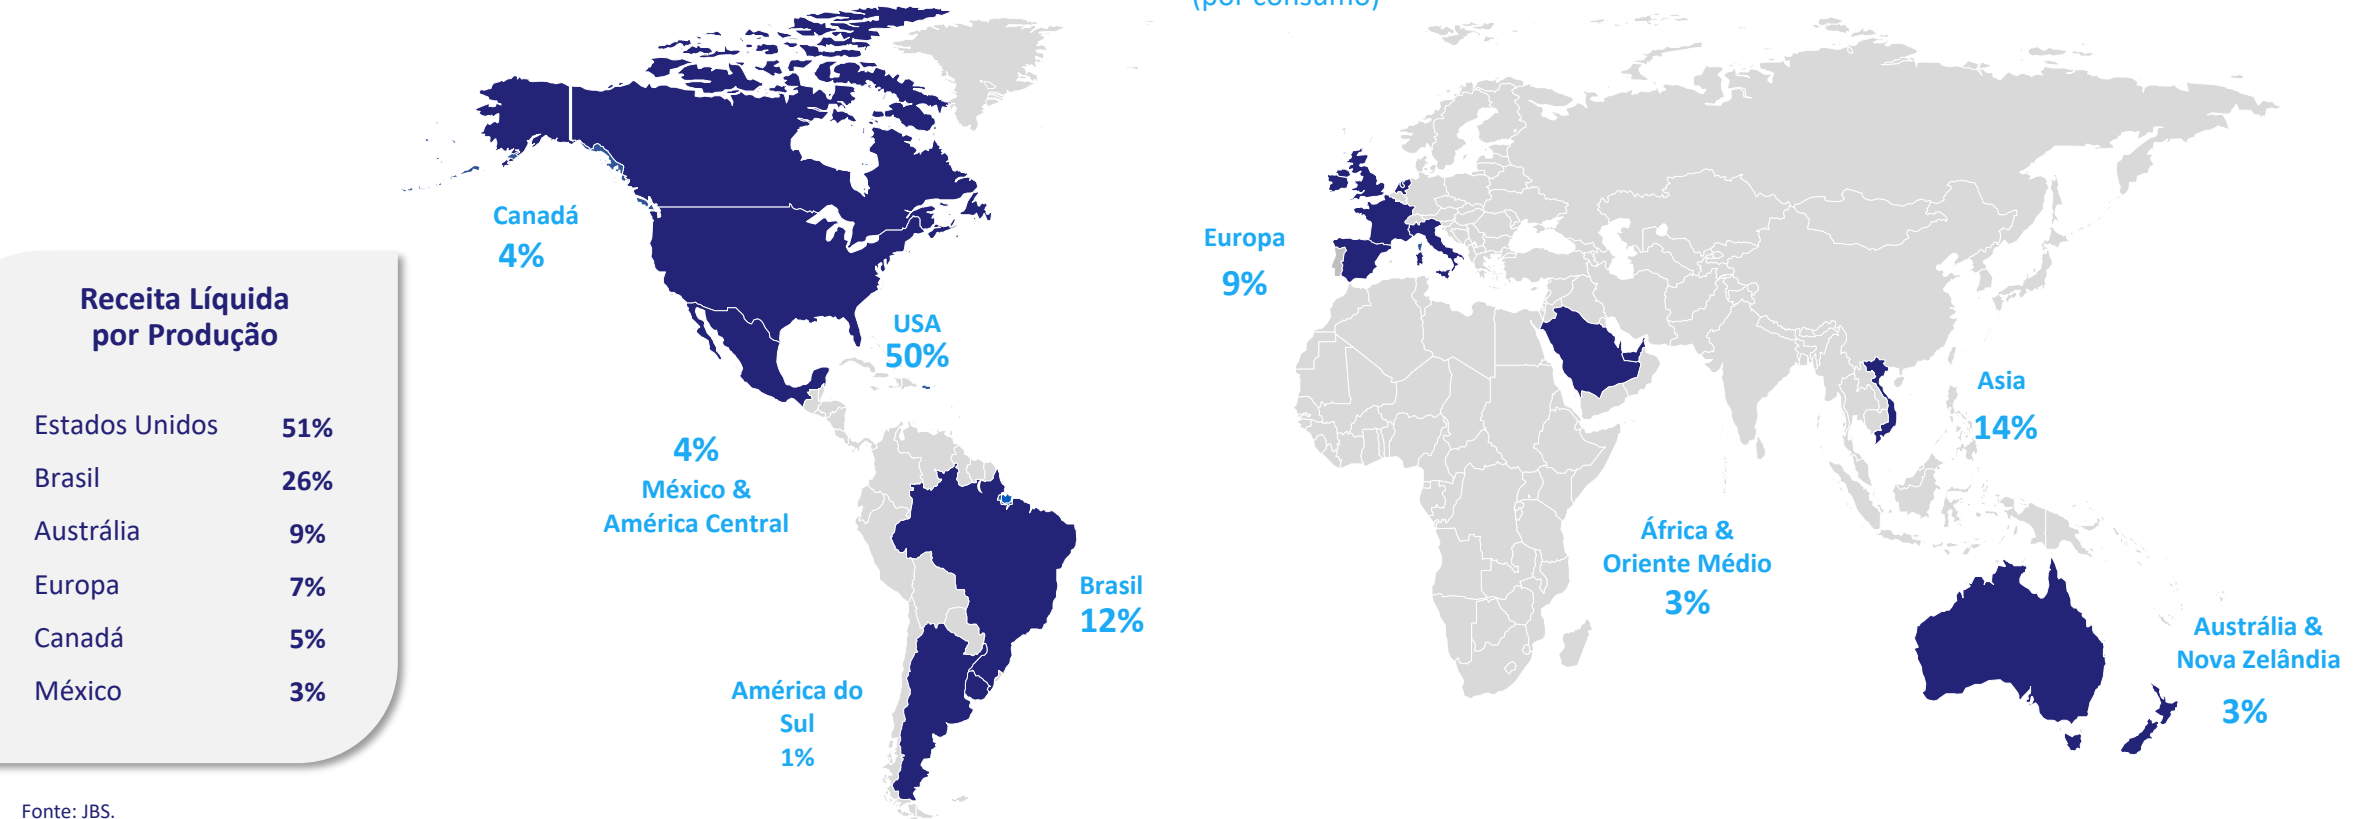 (por consumo)
Canadá
4%
USA
50%
4%
México &
América Central
Brasil
12%
América do
Sul
1%
Europa
9%
Asia
14%
África &
Oriente Médio
3%
Austrália &
Nova Zelândia
3%
Receita Líquida
por Produção
Estados Unidos 51%
Brasil 26%
Austrália 9%
Europa 7%
Canadá 5%
México 3%
Fonte: JBS.